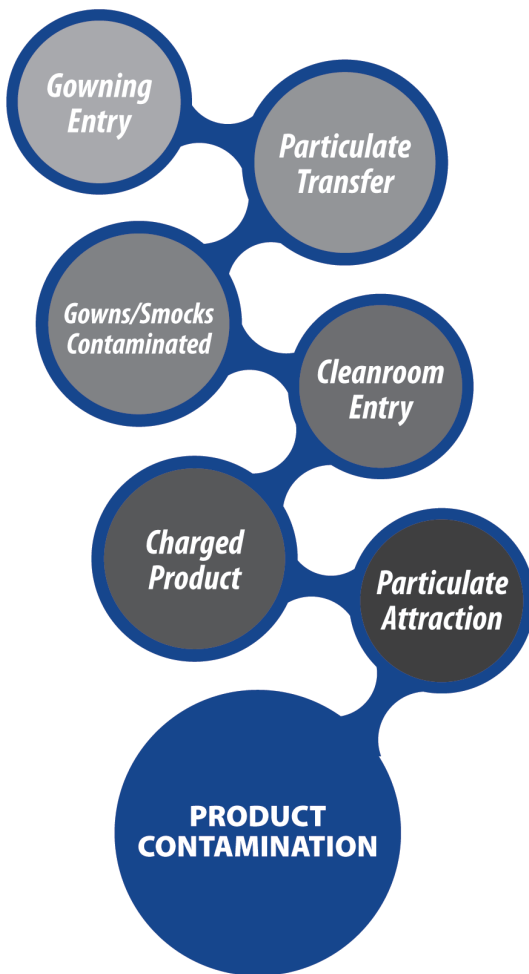 Gowning
Entry
Particulate
Transfer
Gowns/Smocks
Contaminated
Cleanroom
Entry
Charged
Product
Particulate
Attraction
PRODUCT
CONTAMINATION